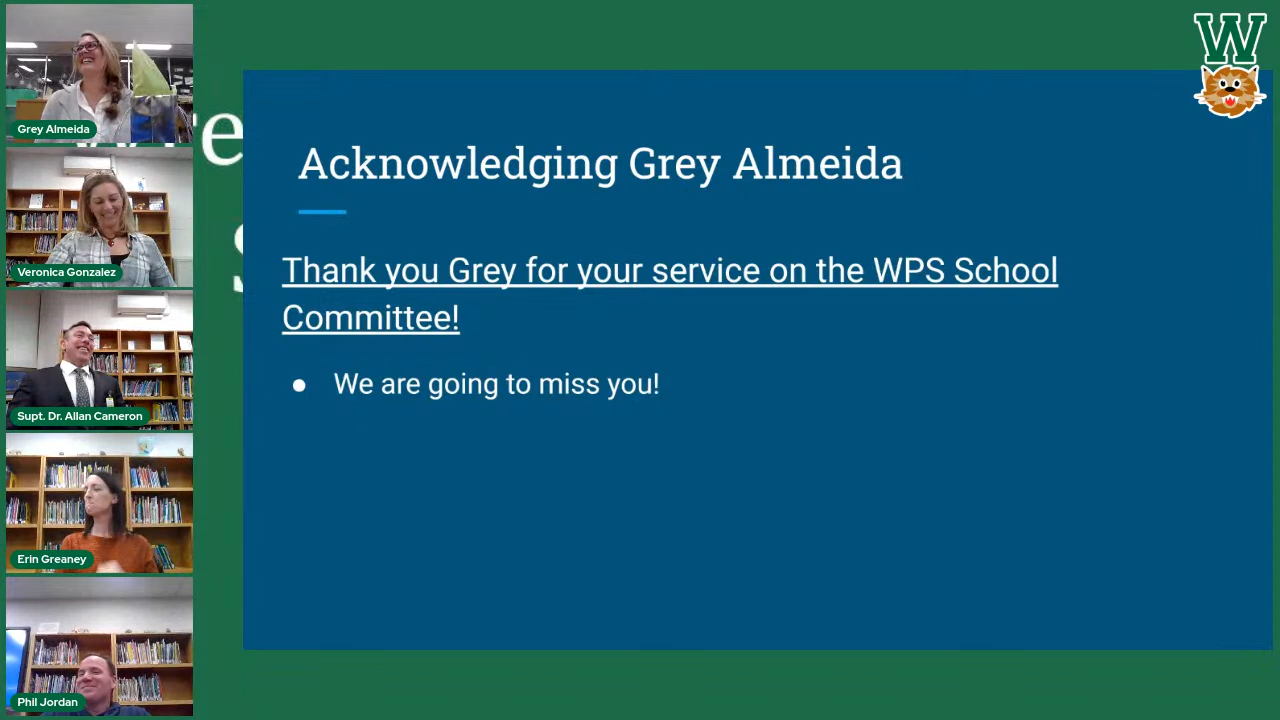 W
Grey Almeida
Veronica Gonzalez
Supt. Dr. Allan Cameron
Erin Greaney
Phil Jordan
Acknowledging Grey Almeida
Thank you Grey for your service on the WPS School
Committee!
● We are going to miss you!